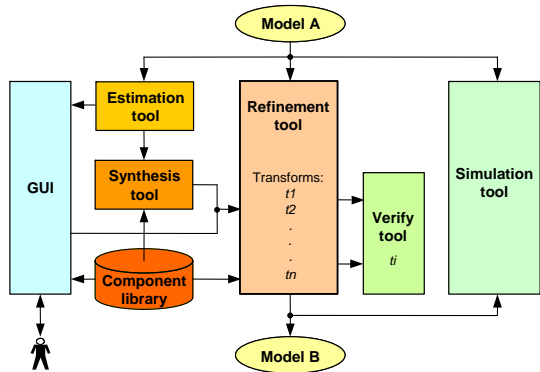 Model A
Estimation
tool
GUI
Synthesis
tool
Component
library
Refinement
tool
Transforms:
t1
t2
.
.
.
tn
Verify
tool
ti
Simulation
tool
Model B